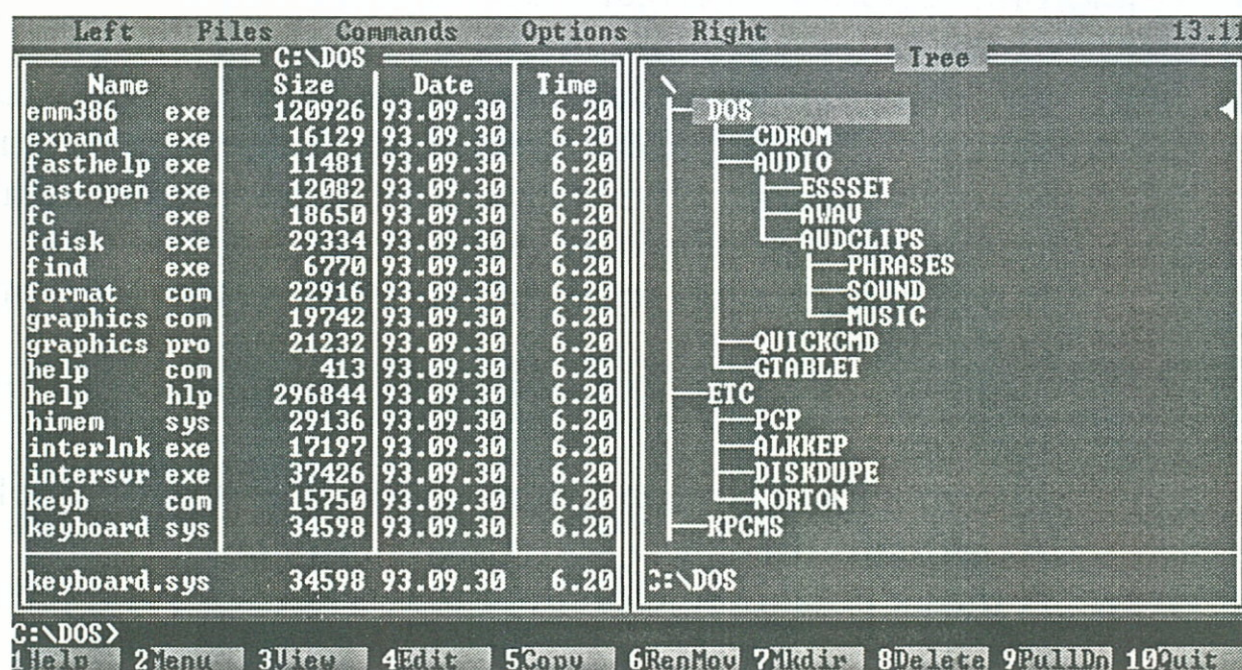 Left Files Commands Options Right 13.11
C:\DOS
Name Size Date Time
emm386 exe 120926 93.09.30 6.20
expand exe 16129 93.09.30 6.20
fasthelp exe 11481 93.09.30 6.20
fastopen exe 12082 93.09.30 6.20
fc exe 18650 93.09.30 6.20
fdisk exe 29334 93.09.30 6.20
find exe 6770 93.09.30 6.20
format com 22916 93.09.30 6.20
graphics com 19742 93.09.30 6.20
graphics pro 21232 93.09.30 6.20
help com 413 93.09.30 6.20
help hlp 296844 93.09.30 6.20
himem sys 29136 93.09.30 6.20
interlnk exe 17197 93.09.30 6.20
intersvr exe 37426 93.09.30 6.20
keyb com 15750 93.09.30 6.20
keyboard sys 34598 93.09.30 6.20
keyboard.sys 34598 93.09.30 6.20
Tree
\
DOS
CDROM
AUDIO
ESSSET
AWAV
AUDCLIPS
PHRASES
SOUND
MUSIC
QUICKCMD
GTABLET
ETC
PCP
ALKKEP
DISKDUPE
NORTON
KPCMS
C:\DOS
C:\DOS>
1Help 2Menu 3View 4Edit 5Copy 6RenMov 7Mkdir 8Delete 9PullDn 10Quit